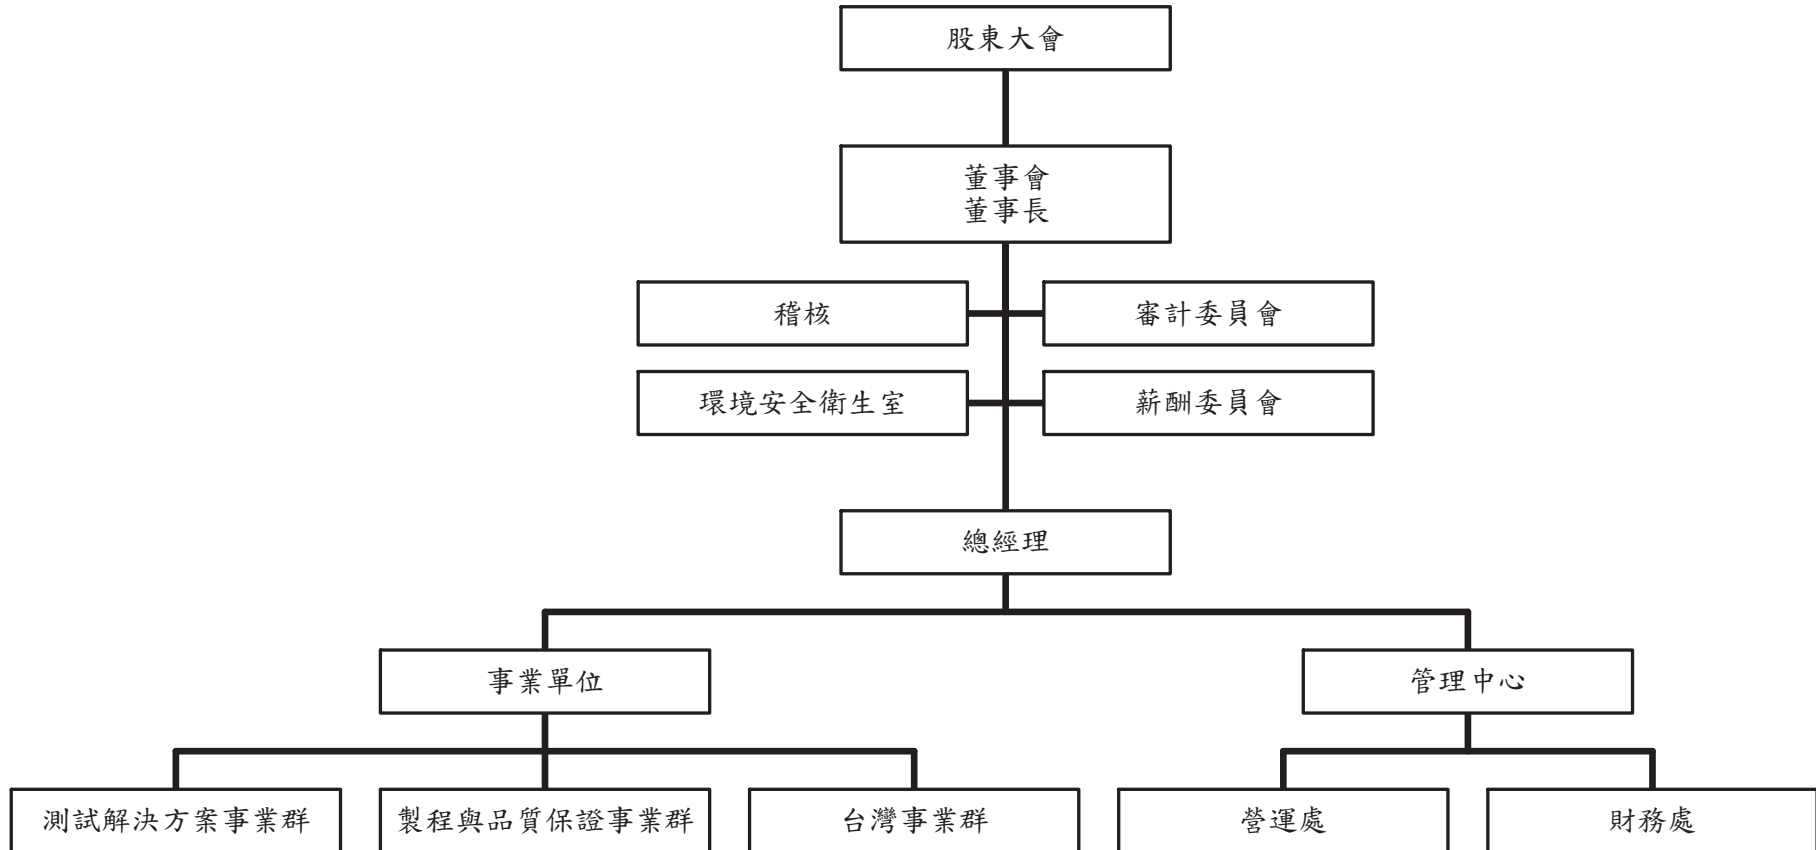 股東大會
董事會
董事長
稽核
審計委員會
環境安全衛生室
薪酬委員會
總經理
事業單位
管理中心
測試解決方案事業群
製程與品質保證事業群
台灣事業群
營運處
財務處